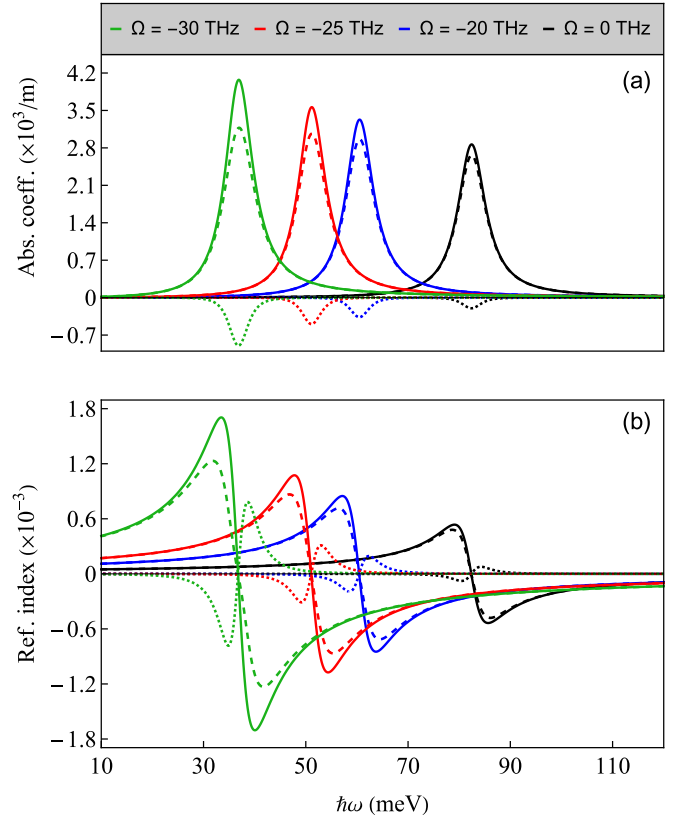 Ω = −30 THz Ω = −25 THz Ω = −20 THz Ω = 0 THz
(a)
Abs. coeff. (×10³/m)
4.2
3.5
2.8
2.1
1.4
0.7
0
−0.7
(b)
Ref. index (×10⁻³)
1.8
1.2
0.6
0
−0.6
−1.2
−1.8
10 30 50 70 90 110
ħω (meV)